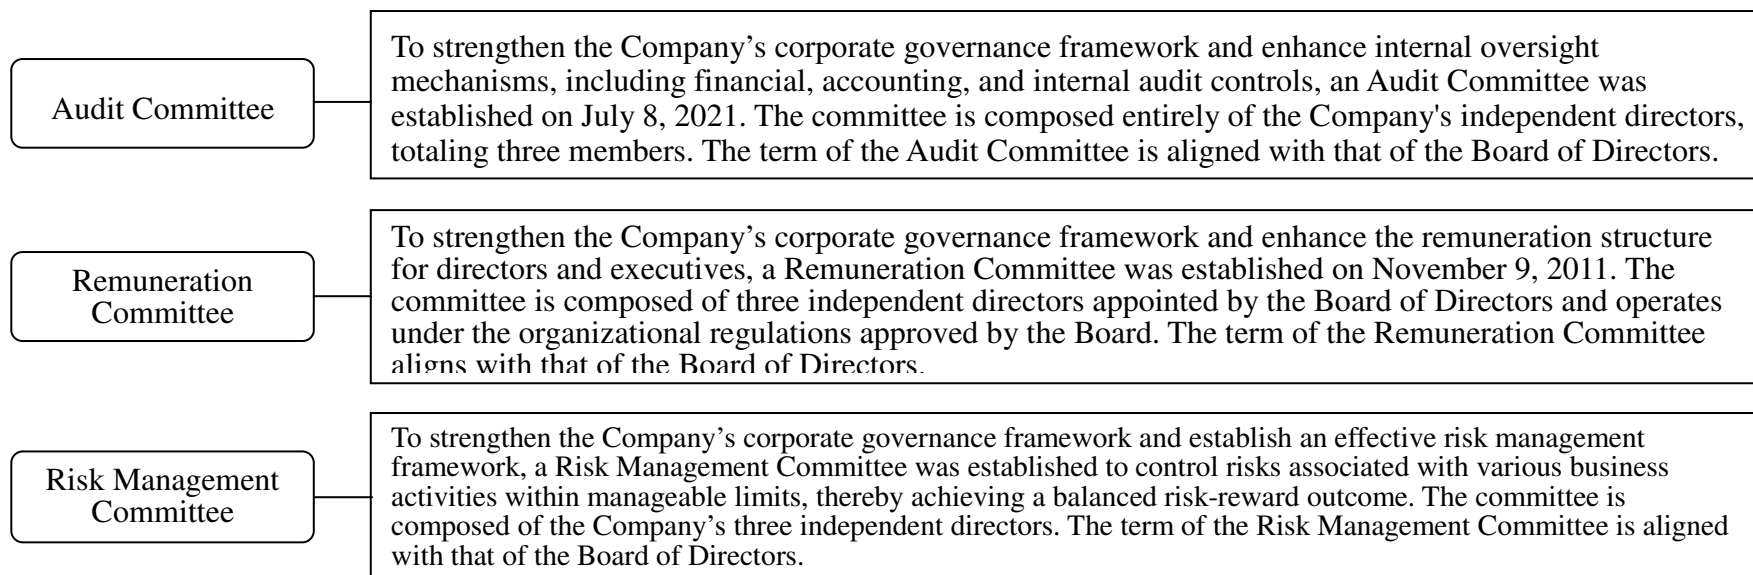 Audit Committee
To strengthen the Company’s corporate governance framework and enhance internal oversight
mechanisms, including financial, accounting, and internal audit controls, an Audit Committee was
established on July 8, 2021. The committee is composed entirely of the Company's independent directors,
totaling three members. The term of the Audit Committee is aligned with that of the Board of Directors.
Remuneration
Committee
To strengthen the Company’s corporate governance framework and enhance the remuneration structure
for directors and executives, a Remuneration Committee was established on November 9, 2011. The
committee is composed of three independent directors appointed by the Board of Directors and operates
under the organizational regulations approved by the Board. The term of the Remuneration Committee
aligns with that of the Board of Directors.
Risk Management
Committee
To strengthen the Company’s corporate governance framework and establish an effective risk management
framework, a Risk Management Committee was established to control risks associated with various business
activities within manageable limits, thereby achieving a balanced risk-reward outcome. The committee is
composed of the Company’s three independent directors. The term of the Risk Management Committee is aligned
with that of the Board of Directors.